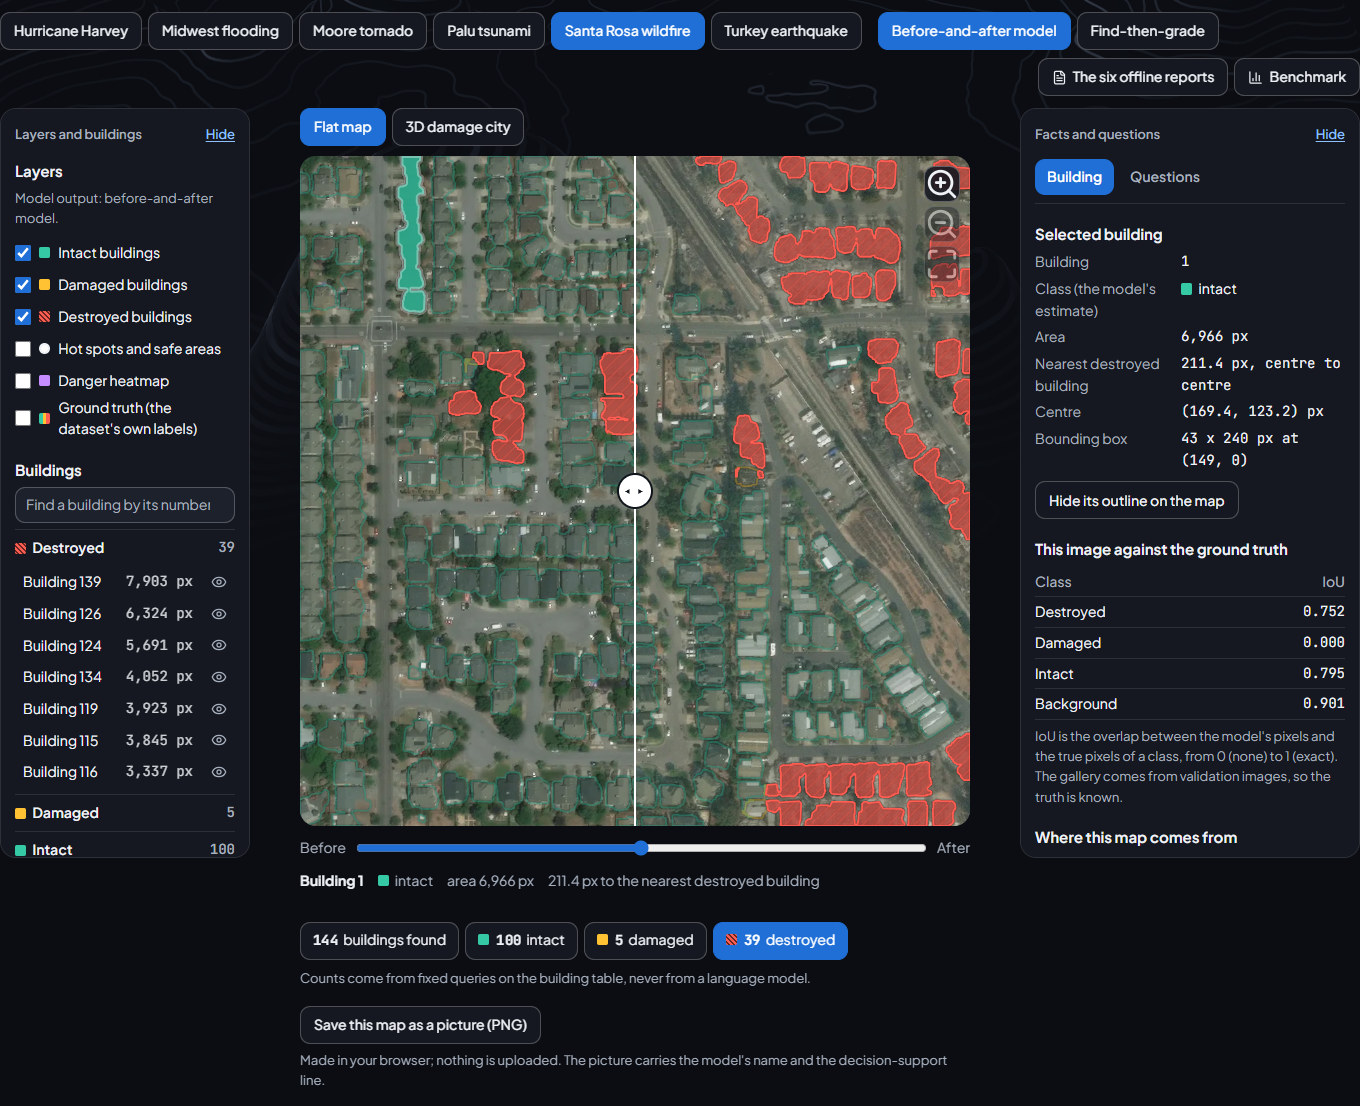 Hurricane Harvey
Midwest flooding
Moore tornado
Palu tsunami
Santa Rosa wildfire
Turkey earthquake
Before-and-after model
Find-then-grade
The six offline reports
Benchmark
Layers and buildings
Hide
Layers
Model output: before-and-after
model.
Intact buildings
Damaged buildings
Destroyed buildings
Hot spots and safe areas
Danger heatmap
Ground truth (the
dataset's own labels)
Buildings
Find a building by its number
Destroyed 39
Building 139 7,903 px
Building 126 6,324 px
Building 124 5,691 px
Building 134 4,052 px
Building 119 3,923 px
Building 115 3,845 px
Building 116 3,337 px
Damaged 5
Intact 100
Flat map
3D damage city
Before
After
Building 1 intact area 6,966 px 211.4 px to the nearest destroyed building
144 buildings found
100 intact
5 damaged
39 destroyed
Counts come from fixed queries on the building table, never from a language model.
Save this map as a picture (PNG)
Made in your browser; nothing is uploaded. The picture carries the model's name and the decision-support
line.
Facts and questions
Hide
Building
Questions
Selected building
Building 1
Class (the model's intact
estimate)
Area 6,966 px
Nearest destroyed 211.4 px, centre to
building centre
Centre (169.4, 123.2) px
Bounding box 43 x 240 px at
(149, 0)
Hide its outline on the map
This image against the ground truth
Class IoU
Destroyed 0.752
Damaged 0.000
Intact 0.795
Background 0.901
IoU is the overlap between the model's pixels and
the true pixels of a class, from 0 (none) to 1 (exact).
The gallery comes from validation images, so the
truth is known.
Where this map comes from